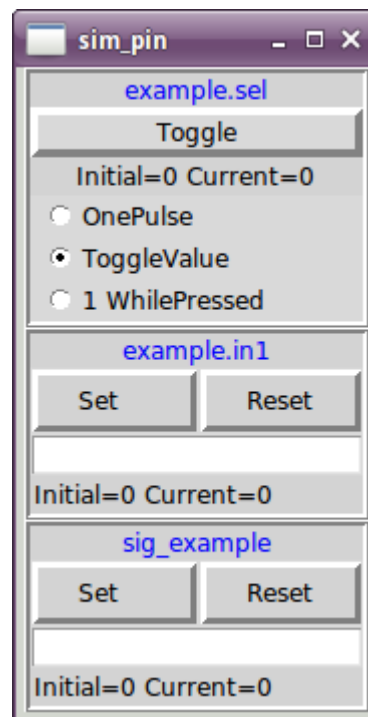 sim_pin
example.sel
Toggle
Initial=0 Current=0
OnePulse
ToggleValue
1 WhilePressed
example.in1
Set Reset
Initial=0 Current=0
sig_example
Set Reset
Initial=0 Current=0